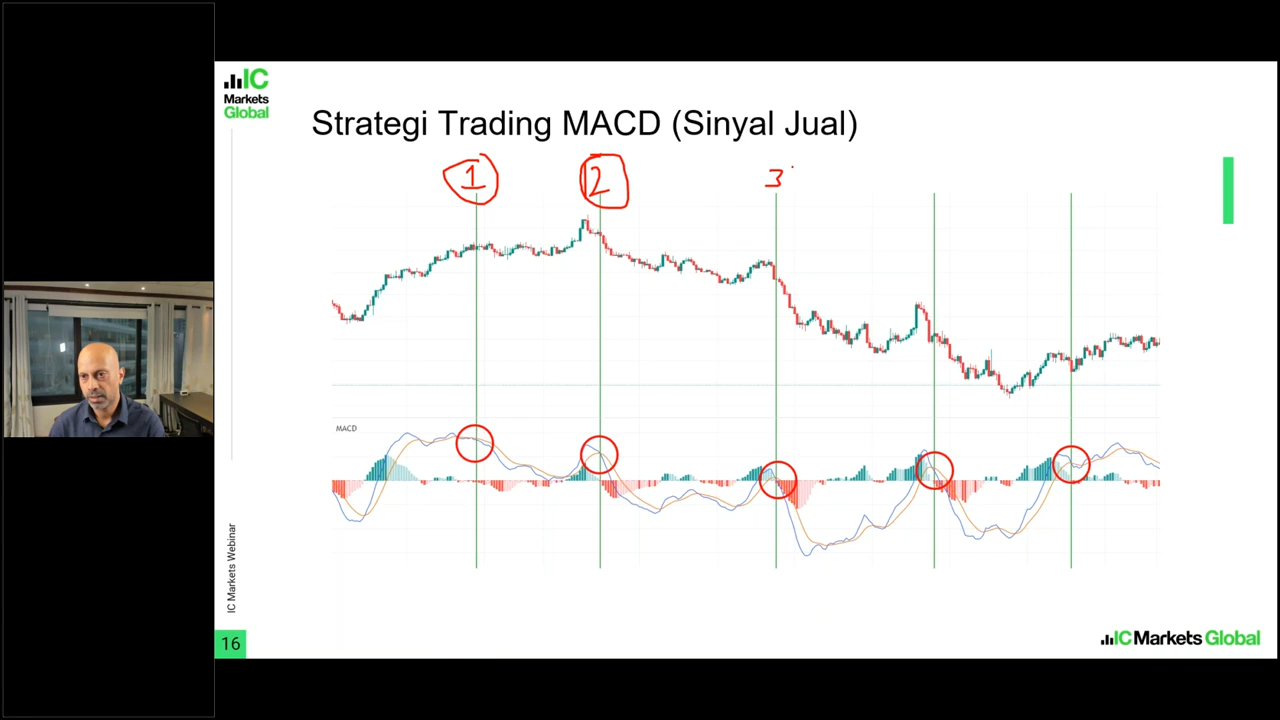 IC
Markets
Global
Strategi Trading MACD (Sinyal Jual)
1
2
3
MACD
IC Markets Webinar
16
IC Markets Global